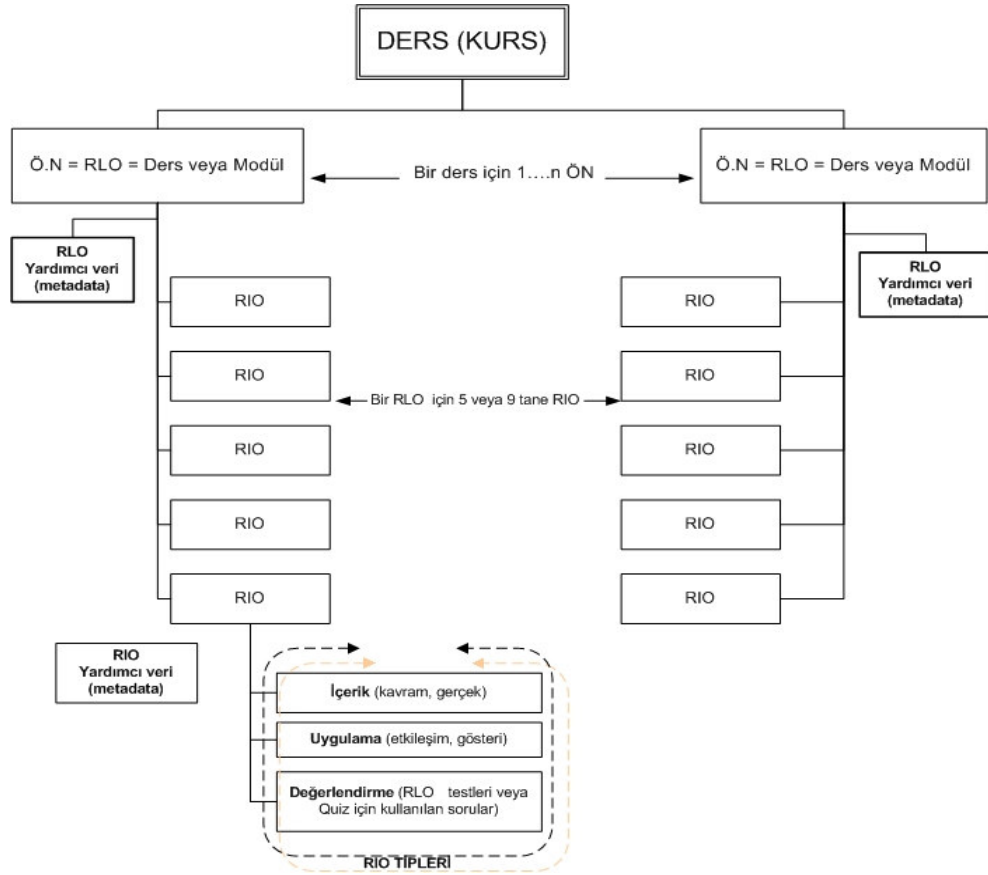 DERS (KURS)
Ö.N = RLO = Ders veya Modül
Bir ders için 1....n ÖN
Ö.N = RLO = Ders veya Modül
RLO
Yardımcı veri
(metadata)
RLO
Yardımcı veri
(metadata)
RIO
RIO
RIO
RIO
Bir RLO için 5 veya 9 tane RIO
RIO
RIO
RIO
RIO
RIO
RIO
RIO
Yardımcı veri
(metadata)
İçerik (kavram, gerçek)
Uygulama (etkileşim, gösteri)
Değerlendirme (RLO testleri veya
Quiz için kullanılan sorular)
RIO TİPLERİ